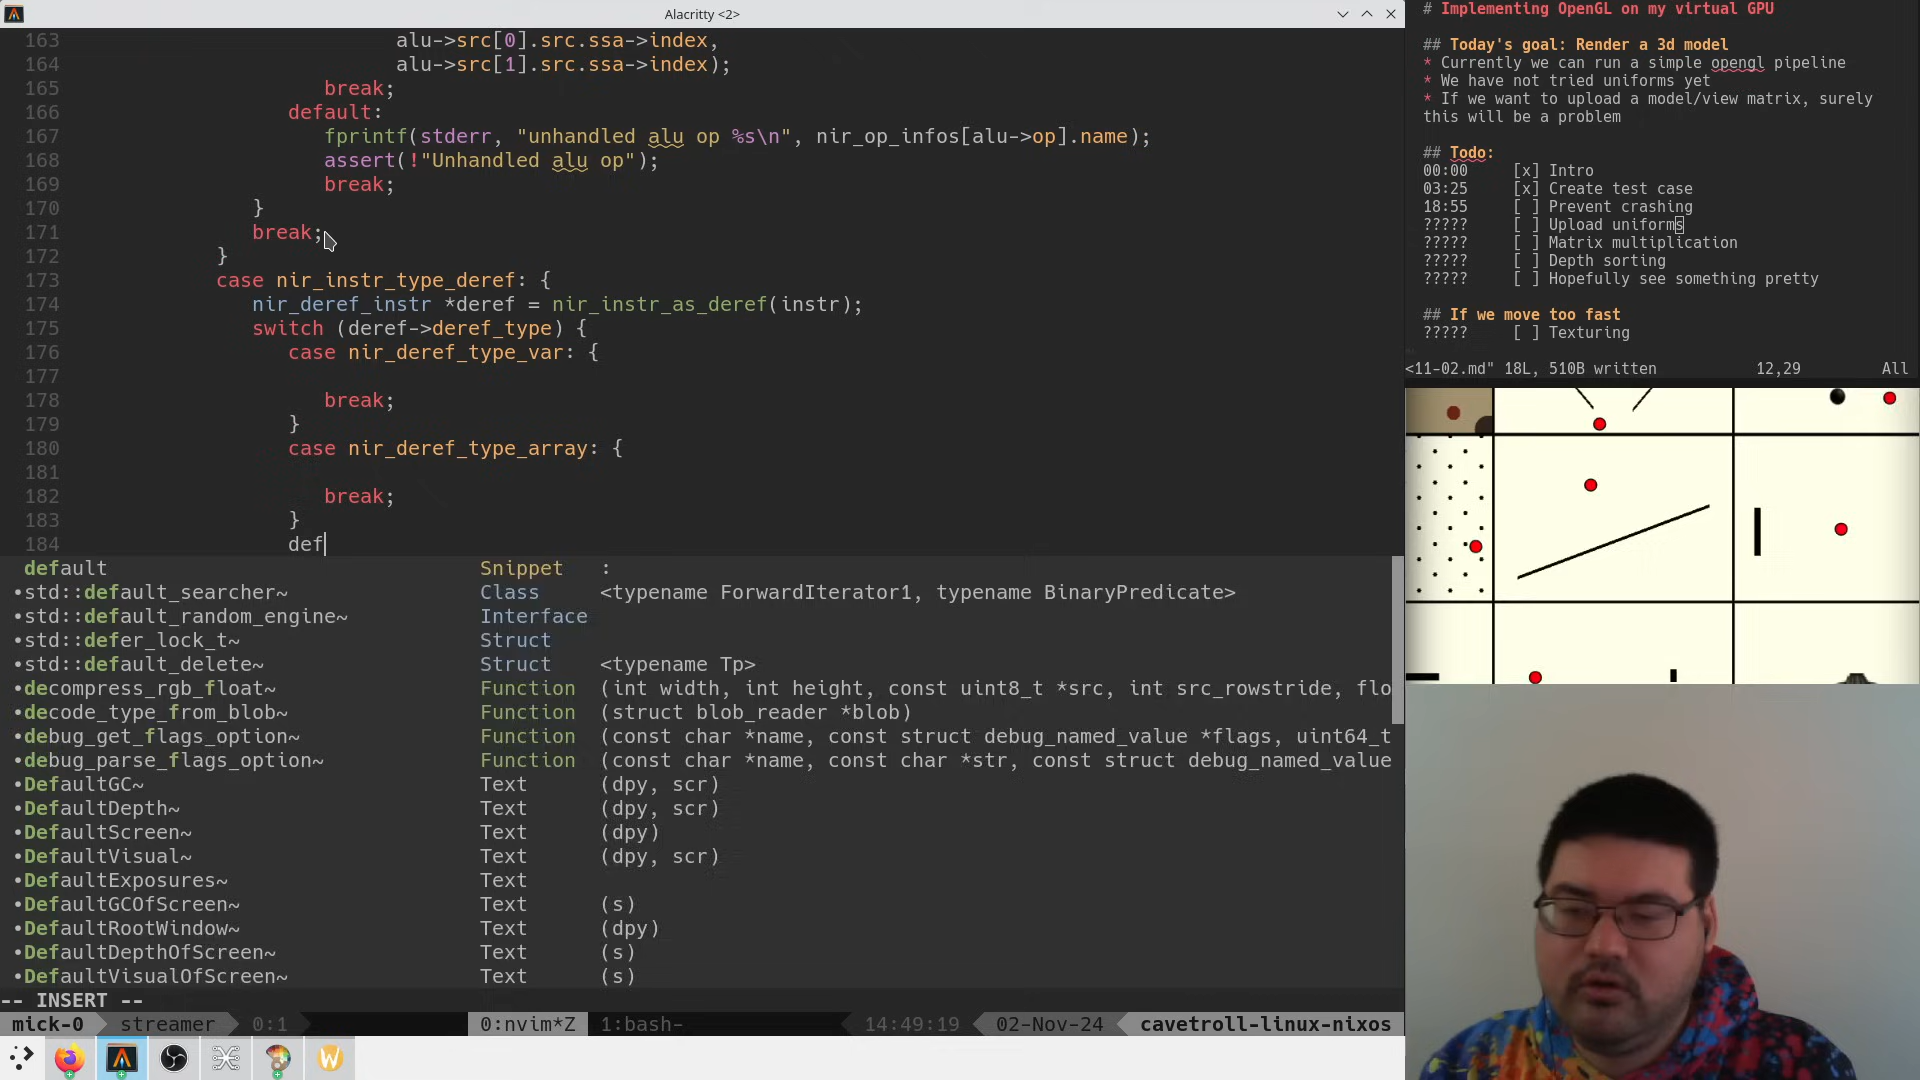 Alacritty <2>
163 alu->src[0].src.ssa->index,
164 alu->src[1].src.ssa->index);
165 break;
166 default:
167 fprintf(stderr, "unhandled alu op %s\n", nir_op_infos[alu->op].name);
168 assert(!"Unhandled alu op");
169 break;
170 }
171 break;
172 }
173 case nir_instr_type_deref: {
174 nir_deref_instr *deref = nir_instr_as_deref(instr);
175 switch (deref->deref_type) {
176 case nir_deref_type_var: {
177
178 break;
179 }
180 case nir_deref_type_array: {
181
182 break;
183 }
184 def
default Snippet :
•std::default_searcher~ Class <typename ForwardIterator1, typename BinaryPredicate>
•std::default_random_engine~ Interface
•std::defer_lock_t~ Struct
•std::default_delete~ Struct <typename Tp>
•decompress_rgb_float~ Function (int width, int height, const uint8_t *src, int src_rowstride, flo
•decode_type_from_blob~ Function (struct blob_reader *blob)
•debug_get_flags_option~ Function (const char *name, const struct debug_named_value *flags, uint64_t
•debug_parse_flags_option~ Function (const char *name, const char *str, const struct debug_named_value
•DefaultGC~ Text (dpy, scr)
•DefaultDepth~ Text (dpy, scr)
•DefaultScreen~ Text (dpy)
•DefaultVisual~ Text (dpy, scr)
•DefaultExposures~ Text
•DefaultGCOfScreen~ Text (s)
•DefaultRootWindow~ Text (dpy)
•DefaultDepthOfScreen~ Text (s)
•DefaultVisualOfScreen~ Text (s)
-- INSERT --
mick-0 streamer 0:1 0:nvim*Z 1:bash- 14:49:19 02-Nov-24 cavetroll-linux-nixos
# Implementing OpenGL on my virtual GPU
## Today's goal: Render a 3d model
* Currently we can run a simple opengl pipeline
* We have not tried uniforms yet
* If we want to upload a model/view matrix, surely
this will be a problem
## Todo:
00:00 [x] Intro
03:25 [x] Create test case
18:55 [ ] Prevent crashing
????? [ ] Upload uniforms
????? [ ] Matrix multiplication
????? [ ] Depth sorting
????? [ ] Hopefully see something pretty
## If we move too fast
????? [ ] Texturing
<11-02.md" 18L, 510B written 12,29 All